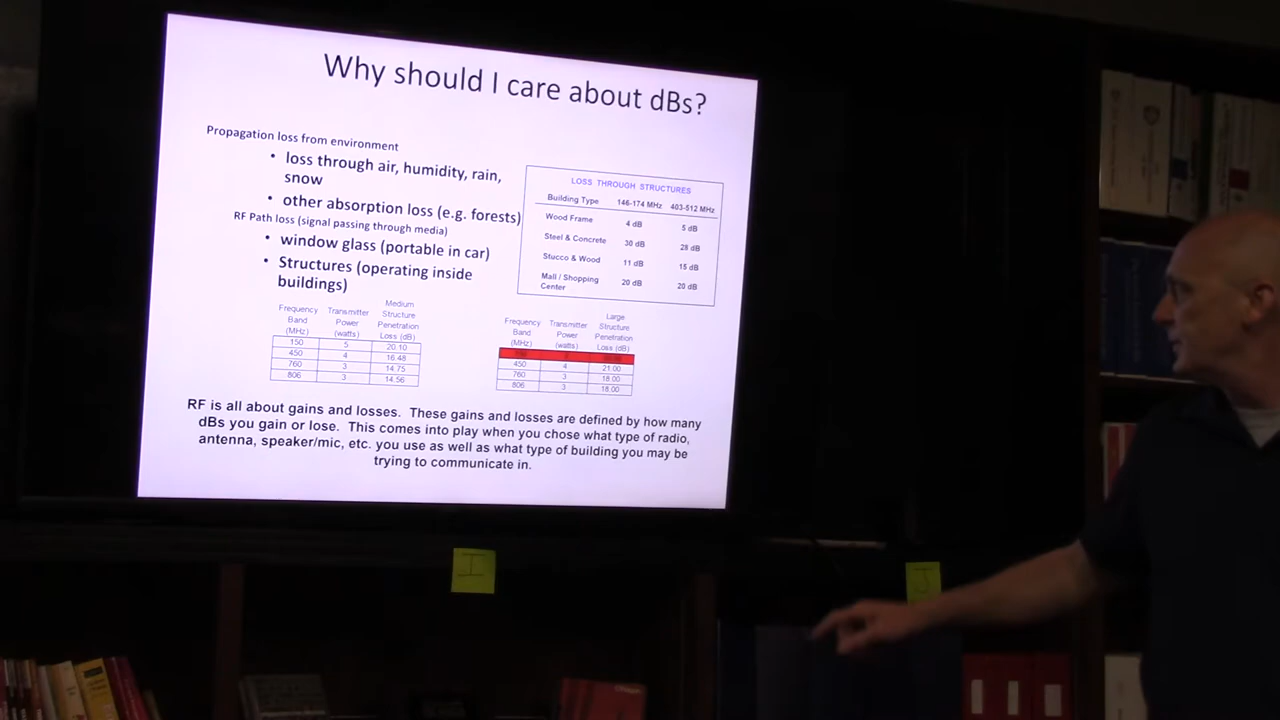 Why should I care about dBs?
Propagation loss from environment
• loss through air, humidity, rain,
snow
• other absorption loss (e.g. forests)
RF Path loss (signal passing through media)
• window glass (portable in car)
• Structures (operating inside
buildings)
LOSS THROUGH STRUCTURES
Building Type 146-174 MHz 403-512 MHz
Wood Frame 4 dB 5 dB
Steel & Concrete 30 dB 28 dB
Stucco & Wood 11 dB 15 dB
Mall / Shopping
Center 20 dB 20 dB
Frequency
Band
(MHz)
Transmitter
Power
(watts)
Medium
Structure
Penetration
Loss (dB)
150 5 20.10
450 4 16.48
760 3 14.75
806 3 14.56
Frequency
Band
(MHz)
Transmitter
Power
(watts)
Large
Structure
Penetration
Loss (dB)
450 4 21.00
760 3 18.00
806 3 18.00
RF is all about gains and losses. These gains and losses are defined by how many
dBs you gain or lose. This comes into play when you chose what type of radio,
antenna, speaker/mic, etc. you use as well as what type of building you may be
trying to communicate in.
I
J